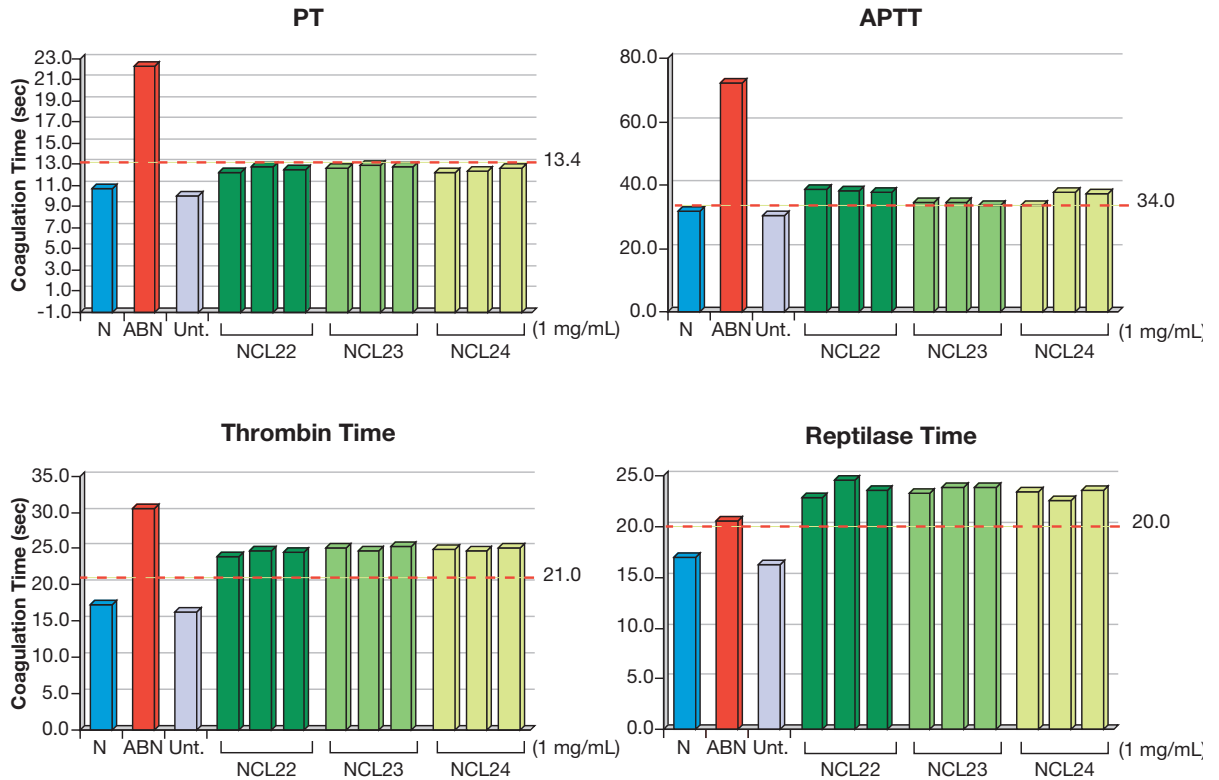 PT
Coagulation Time (sec)
23.0
21.0
19.0
17.0
15.0
13.0
11.0
9.0
7.0
5.0
3.0
1.0
-1.0
13.4
N ABN Unt.
NCL22 NCL23 NCL24
(1 mg/mL)
APTT
80.0
60.0
40.0
20.0
0.0
34.0
N ABN Unt.
NCL22 NCL23 NCL24
(1 mg/mL)
Thrombin Time
Coagulation Time (sec)
35.0
30.0
25.0
20.0
15.0
10.0
5.0
0.0
21.0
N ABN Unt.
NCL22 NCL23 NCL24
(1 mg/mL)
Reptilase Time
25.0
20.0
15.0
10.0
5.0
0.0
20.0
N ABN Unt.
NCL22 NCL23 NCL24
(1 mg/mL)